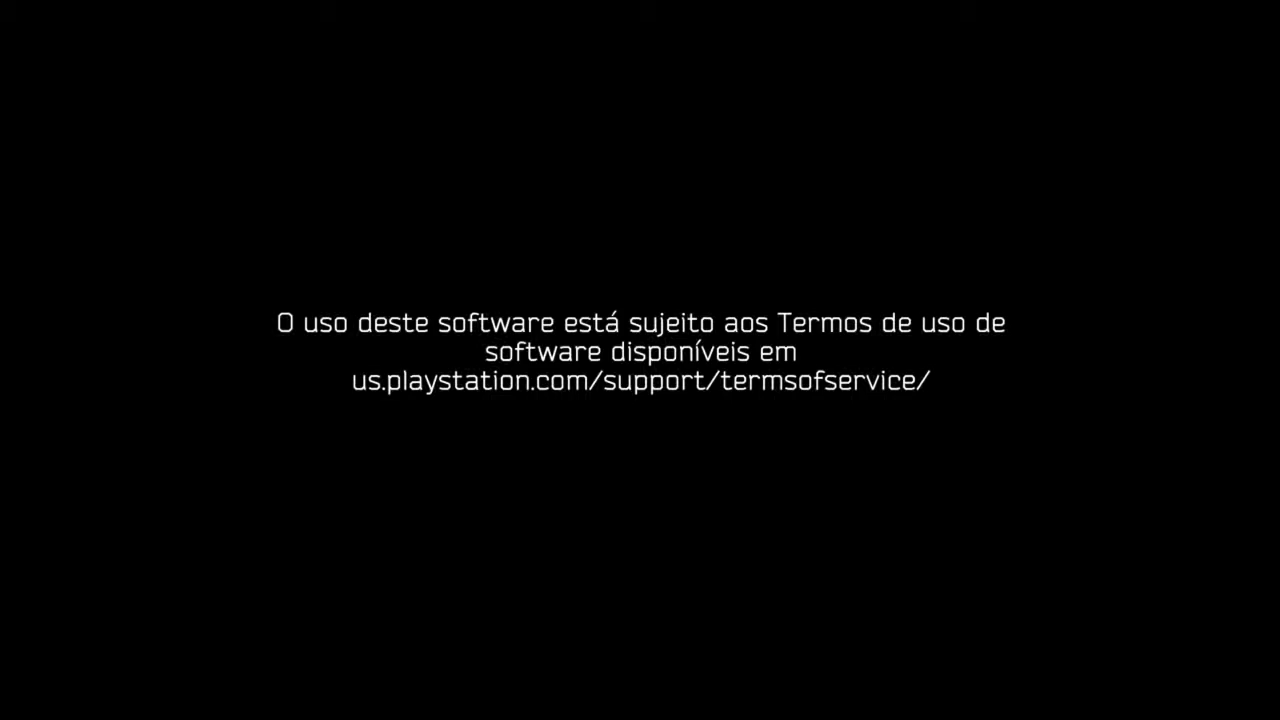 O uso deste software está sujeito aos Termos de uso de
software disponíveis em
us.playstation.com/support/termsofservice/